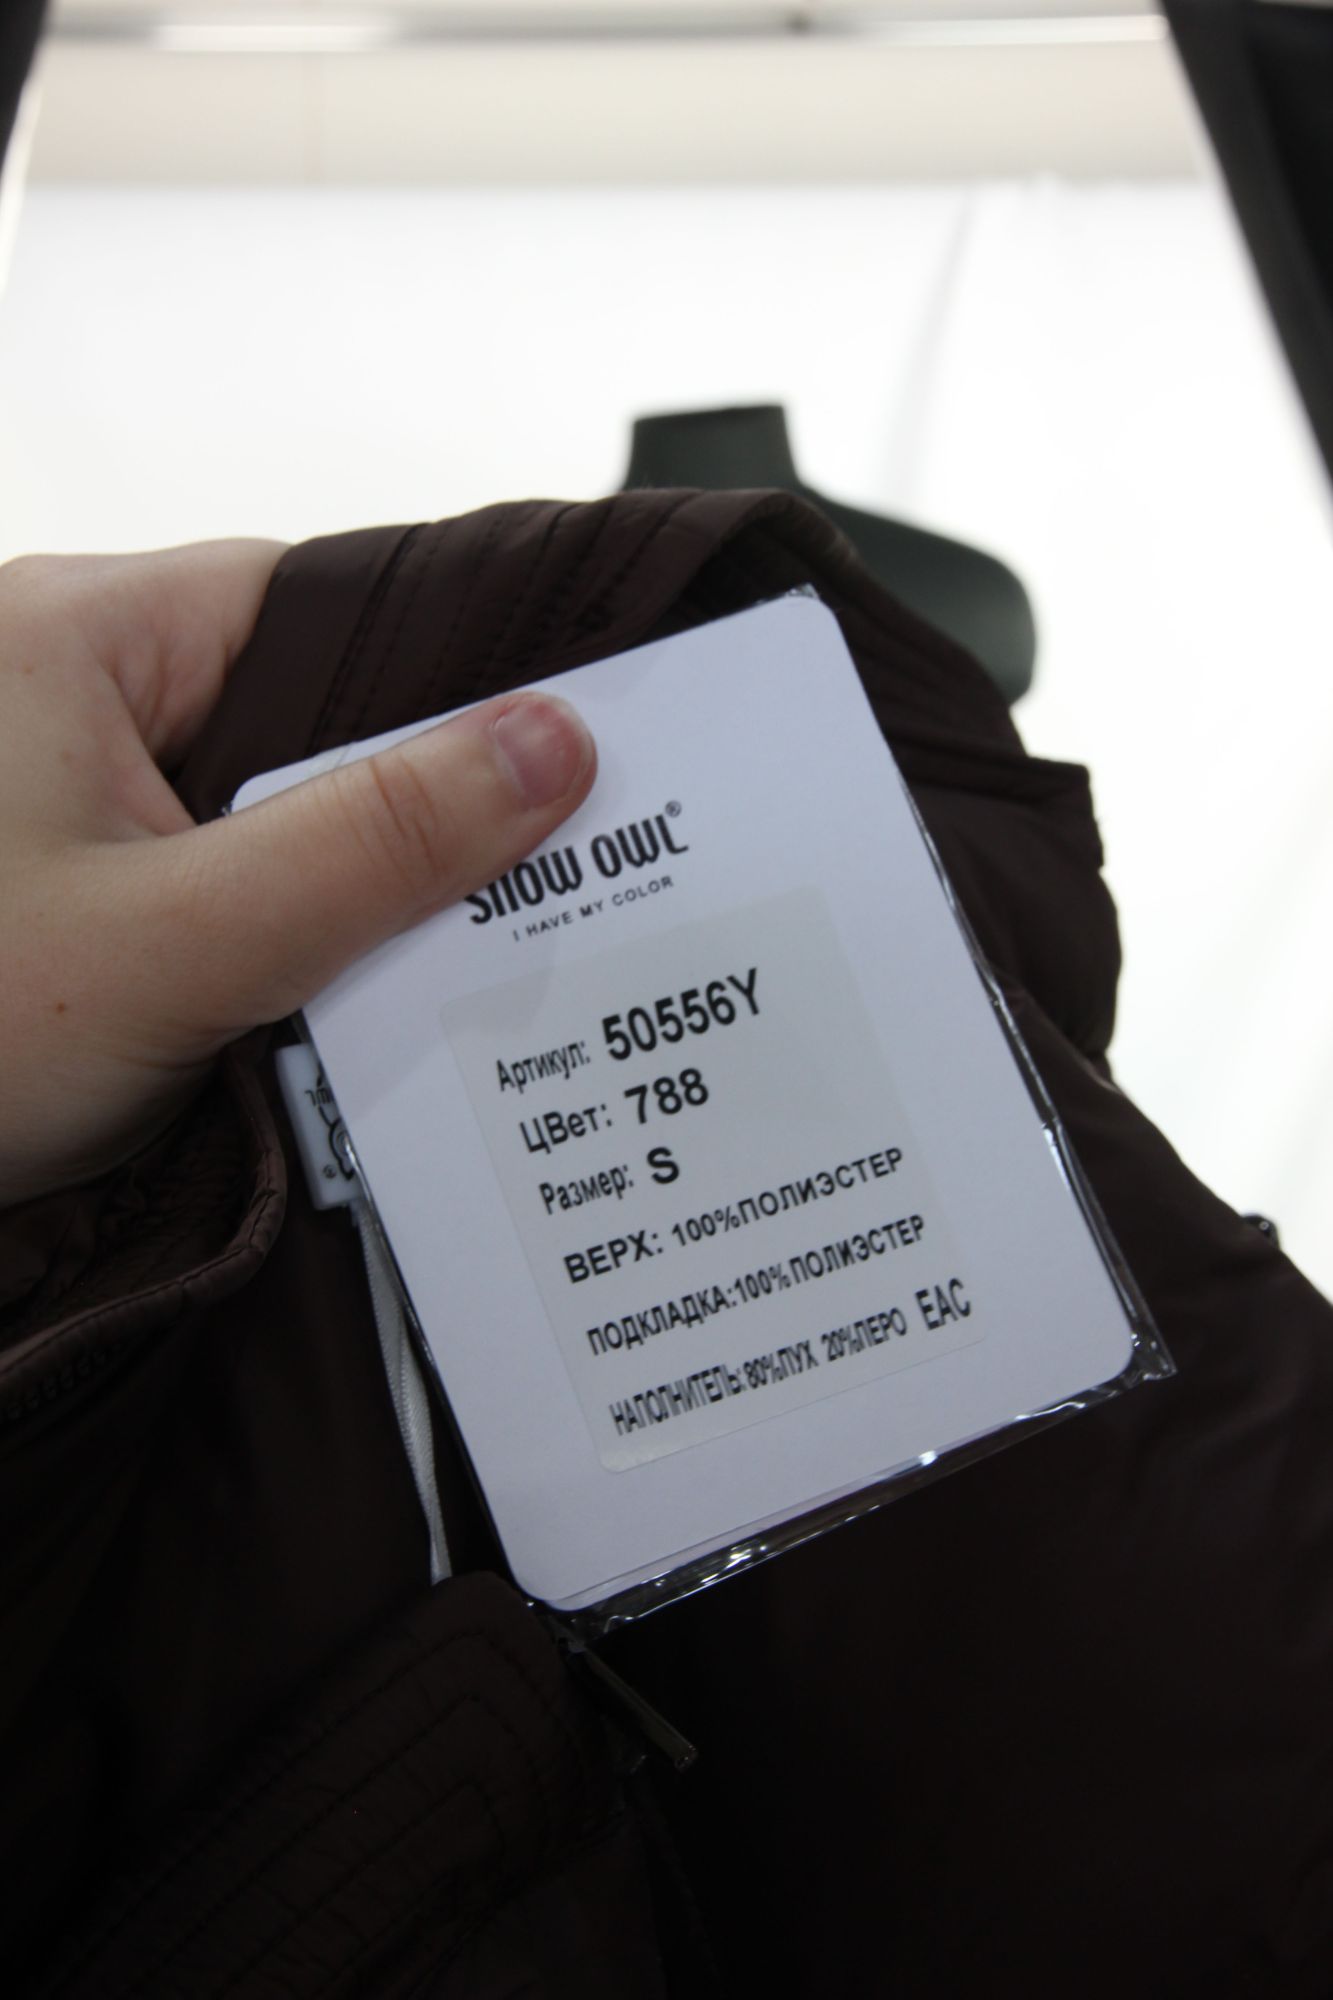 SNOW OWL®
I HAVE MY COLOR
Артикул: 50556Y
ЦВет: 788
Размер: S
ВЕРХ: 100%ПОЛИЭСТЕР
ПОДКЛАДКА:100%ПОЛИЭСТЕР
НАПОЛНИТЕЛЬ:80%ПУХ 20%ПЕРО EAC